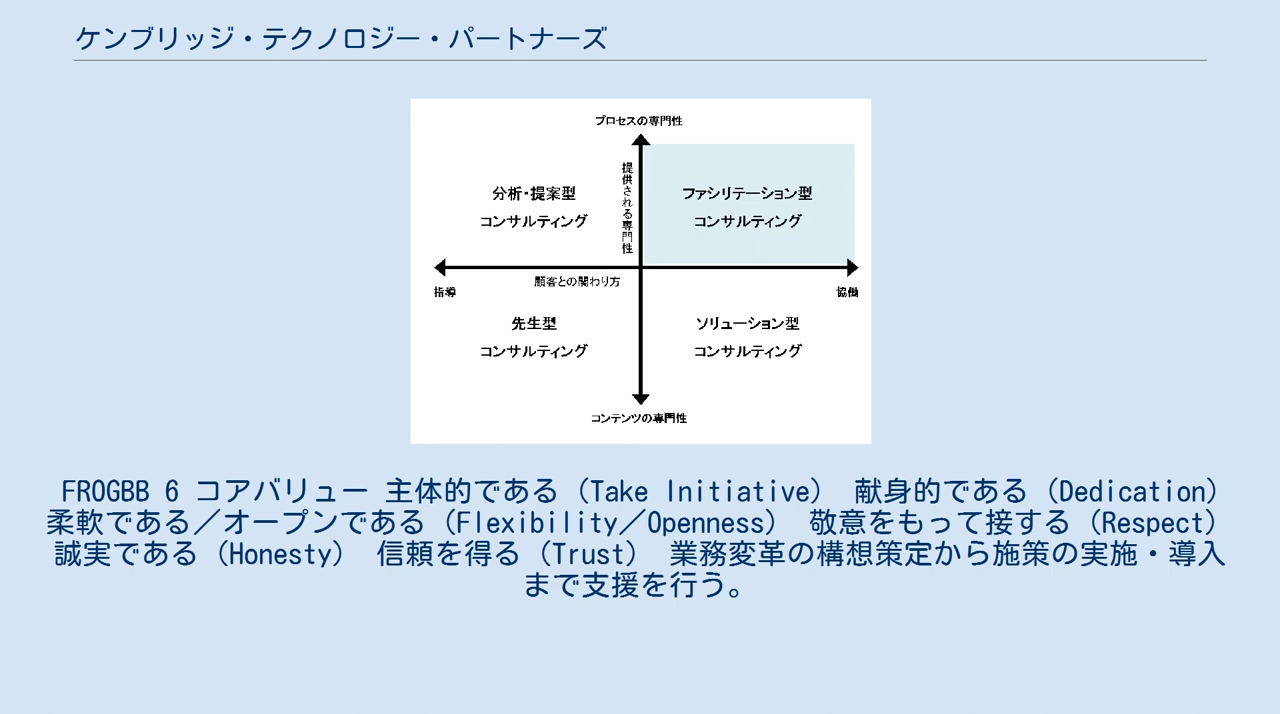 ケンブリッジ・テクノロジー・パートナーズ
プロセスの専門性
提供される専門性
分析・提案型
コンサルティング
ファシリテーション型
コンサルティング
顧客との関わり方
指導
協働
先生型
コンサルティング
ソリューション型
コンサルティング
コンテンツの専門性
FROGBB 6 コアバリュー 主体的である（Take Initiative） 献身的である（Dedication）
柔軟である／オープンである（Flexibility／Openness） 敬意をもって接する（Respect）
誠実である（Honesty） 信頼を得る（Trust） 業務変革の構想策定から施策の実施・導入
まで支援を行う。